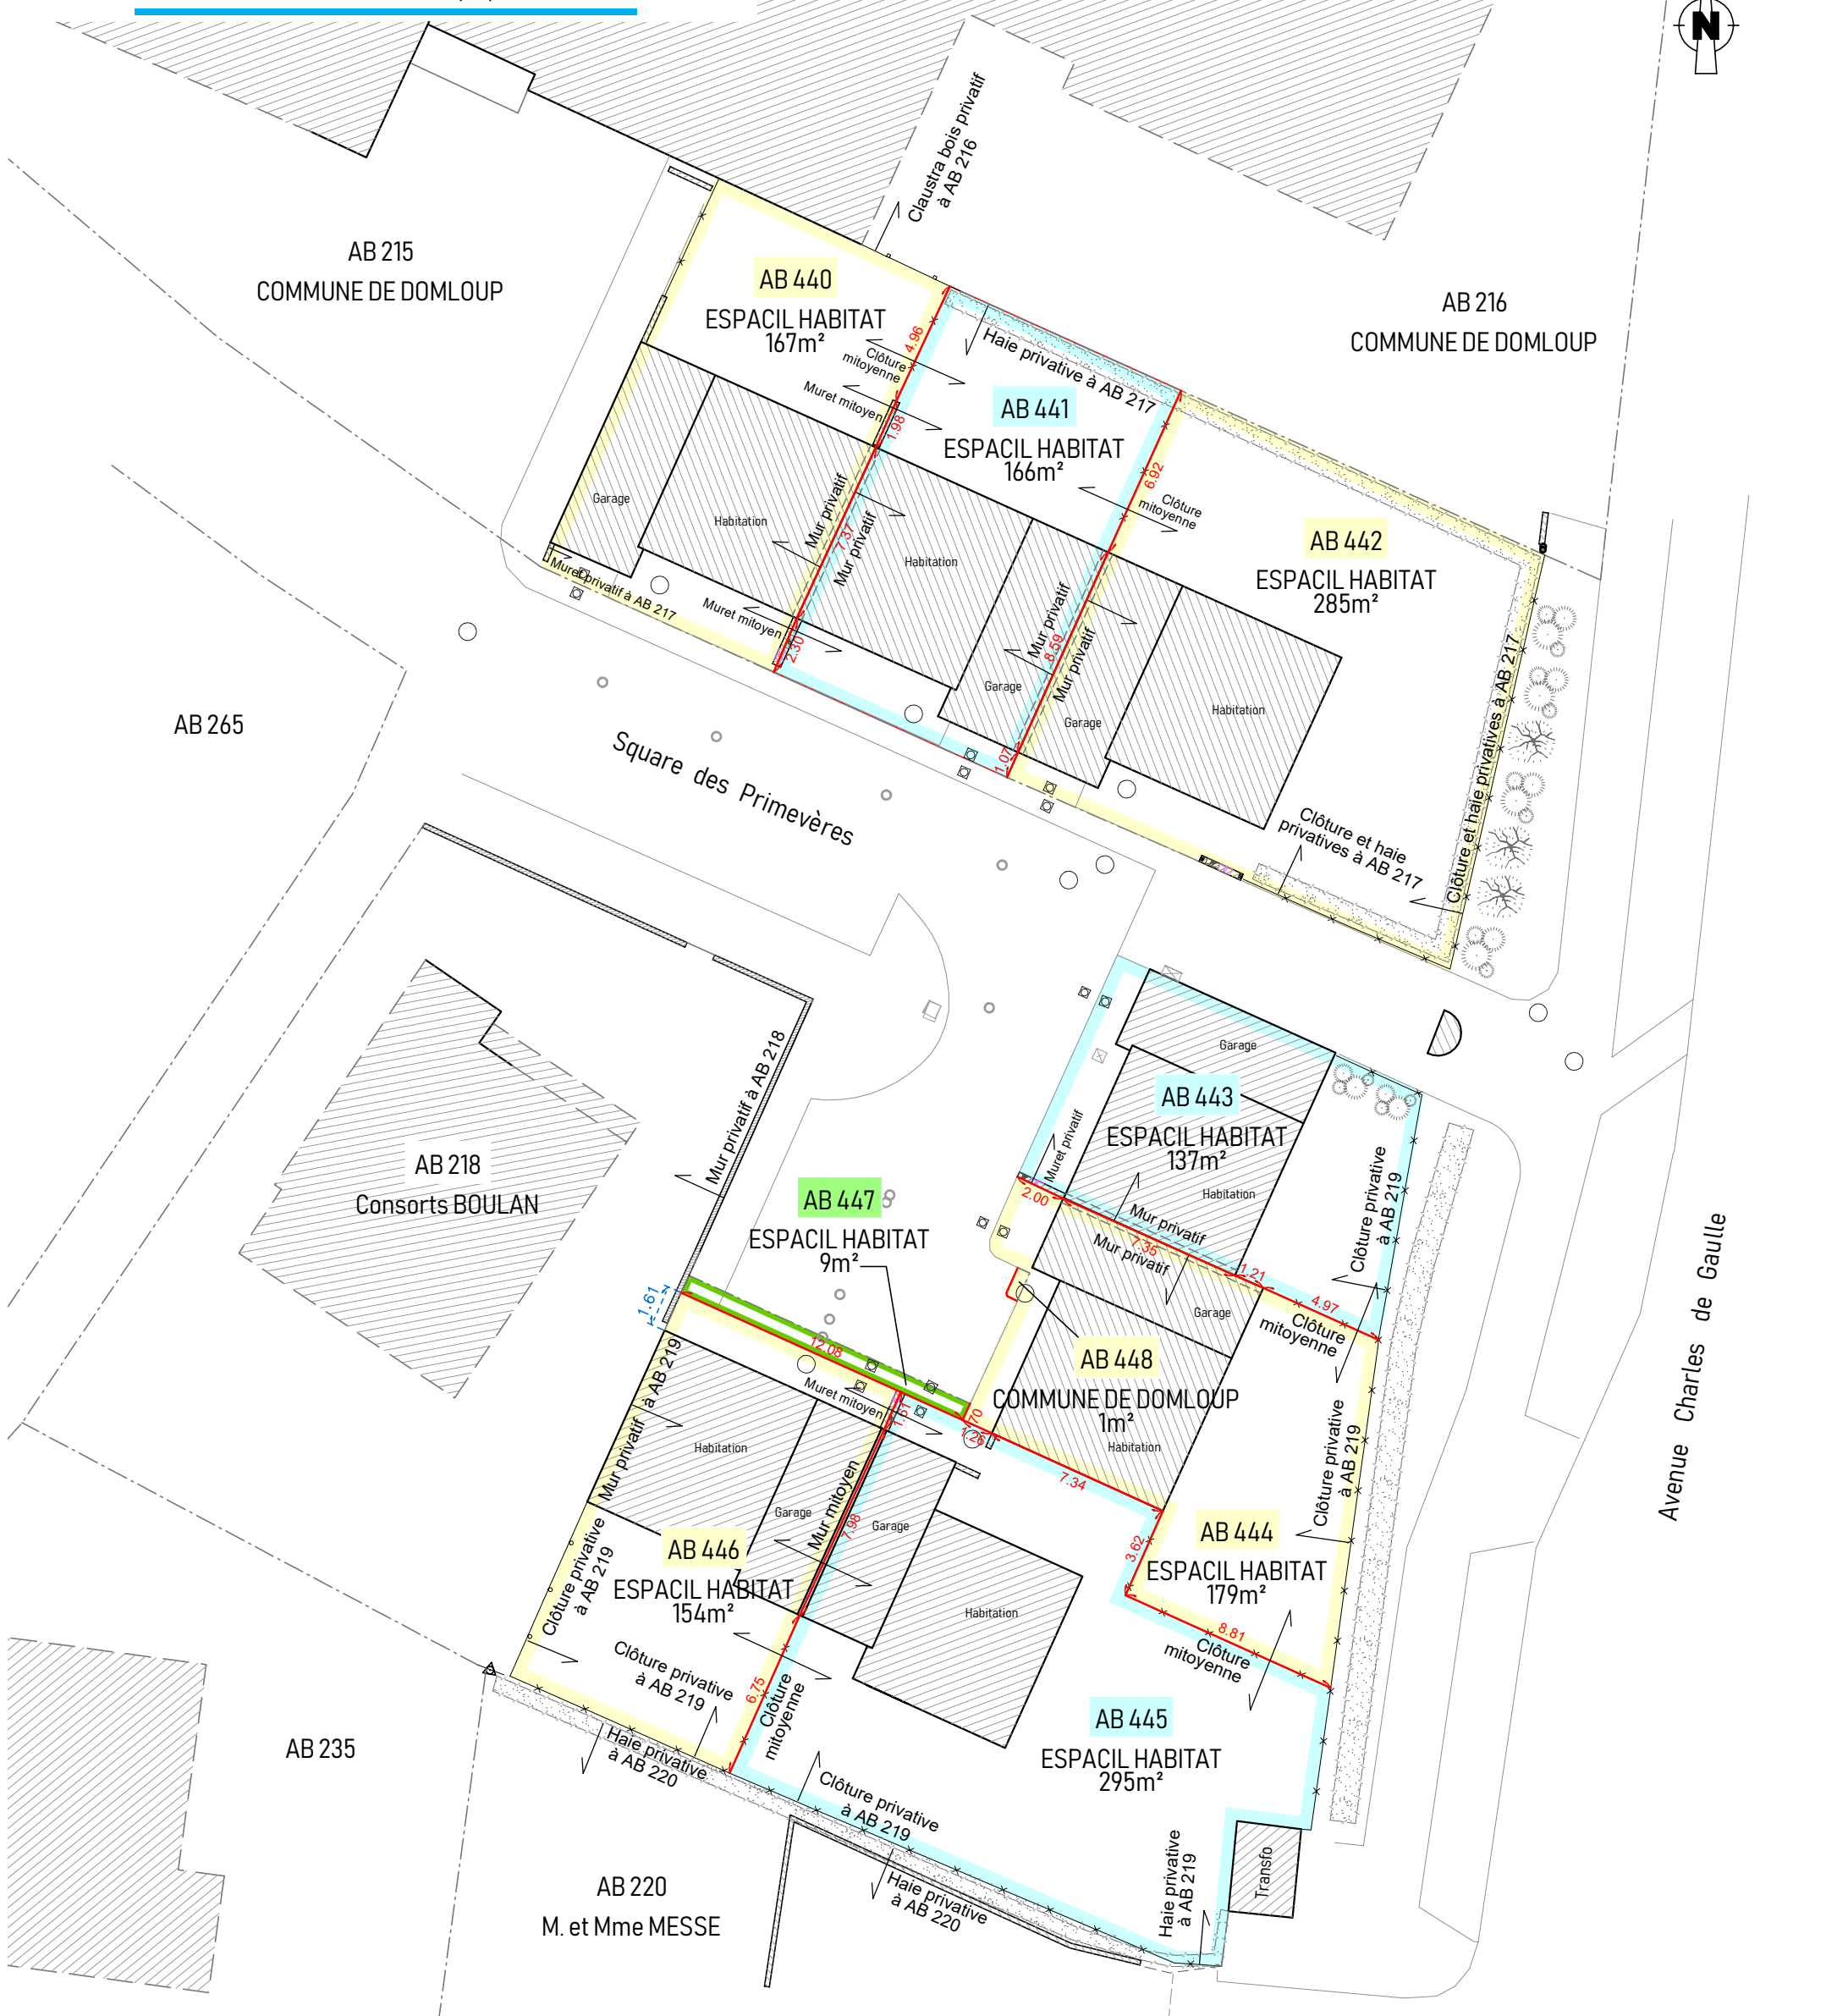 N
Claustra bois privatif
à AB 216
AB 215
COMMUNE DE DOMLOUP
AB 440
ESPACIL HABITAT
167m²
AB 216
COMMUNE DE DOMLOUP
4.96
Clôture
mitoyenne
Haie privative à AB 217
Muret mitoyen
1.98
AB 441
ESPACIL HABITAT
166m²
6.92
Clôture
mitoyenne
AB 442
ESPACIL HABITAT
285m²
Garage
Habitation
Mur privatif
7.37
Mur privatif
Habitation
Muret privatif à AB 217
Muret mitoyen
2.30
Mur privatif
8.59
Mur privatif
Garage
Garage
Habitation
1.07
Clôture et haie privatives à AB 217
Clôture et haie
privatives à AB 217
AB 265
Square des Primevères
Mur privatif à AB 218
AB 218
Consorts BOULAN
Garage
AB 443
ESPACIL HABITAT
137m²
Habitation
Muret privatif
2.00
Mur privatif
7.35
Mur privatif
1.21
4.97
Clôture
mitoyenne
Clôture privative
à AB 219
AB 447
ESPACIL HABITAT
9m²
1.61
12.08
Garage
AB 448
COMMUNE DE DOMLOUP
1m²
Habitation
.70
1.26
7.34
Muret mitoyen
1.61
Mur privatif à AB 219
Habitation
Garage
Mur mitoyen
7.98
Garage
Habitation
Clôture privative
à AB 219
3.62
AB 444
ESPACIL HABITAT
179m²
8.81
Clôture
mitoyenne
AB 446
ESPACIL HABITAT
154m²
Clôture privative
à AB 219
Clôture privative
à AB 219
6.75
Clôture
mitoyenne
AB 445
ESPACIL HABITAT
295m²
Haie privative
à AB 220
Clôture privative
à AB 219
Haie privative
à AB 220
Haie privative
à AB 219
Transfo
AB 235
AB 220
M. et Mme MESSE
Avenue Charles de Gaulle